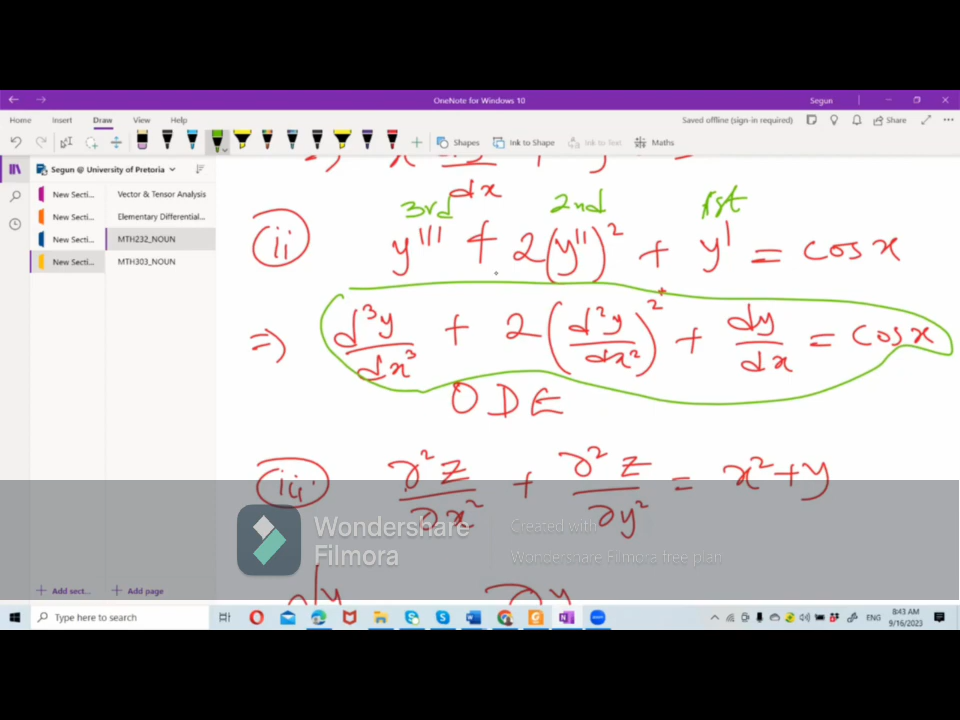 OneNote for Windows 10
Segun
Home Insert Draw View Help
Saved offline (sign-in required)
Share
Shapes
Ink to Shape
Ink to Text
Maths
Segun @ University of Pretoria
New Secti... Vector & Tensor Analysis
New Secti... Elementary Differential...
New Secti... MTH232_NOUN
New Secti... MTH303_NOUN
dx
3rd 2nd 1st
(ii) y''' + 2(y'')² + y' = cos x
⇒ d³y/dx³ + 2(d²y/dx²)² + dy/dx = cosx
ODE
(iii) ∂²z/∂x² + ∂²z/∂y² = x²+y
Wondershare
Filmora
Created with
Wondershare Filmora free plan
dy ∂y
+ Add sect... + Add page
Type here to search
ENG
8:43 AM
9/16/2023